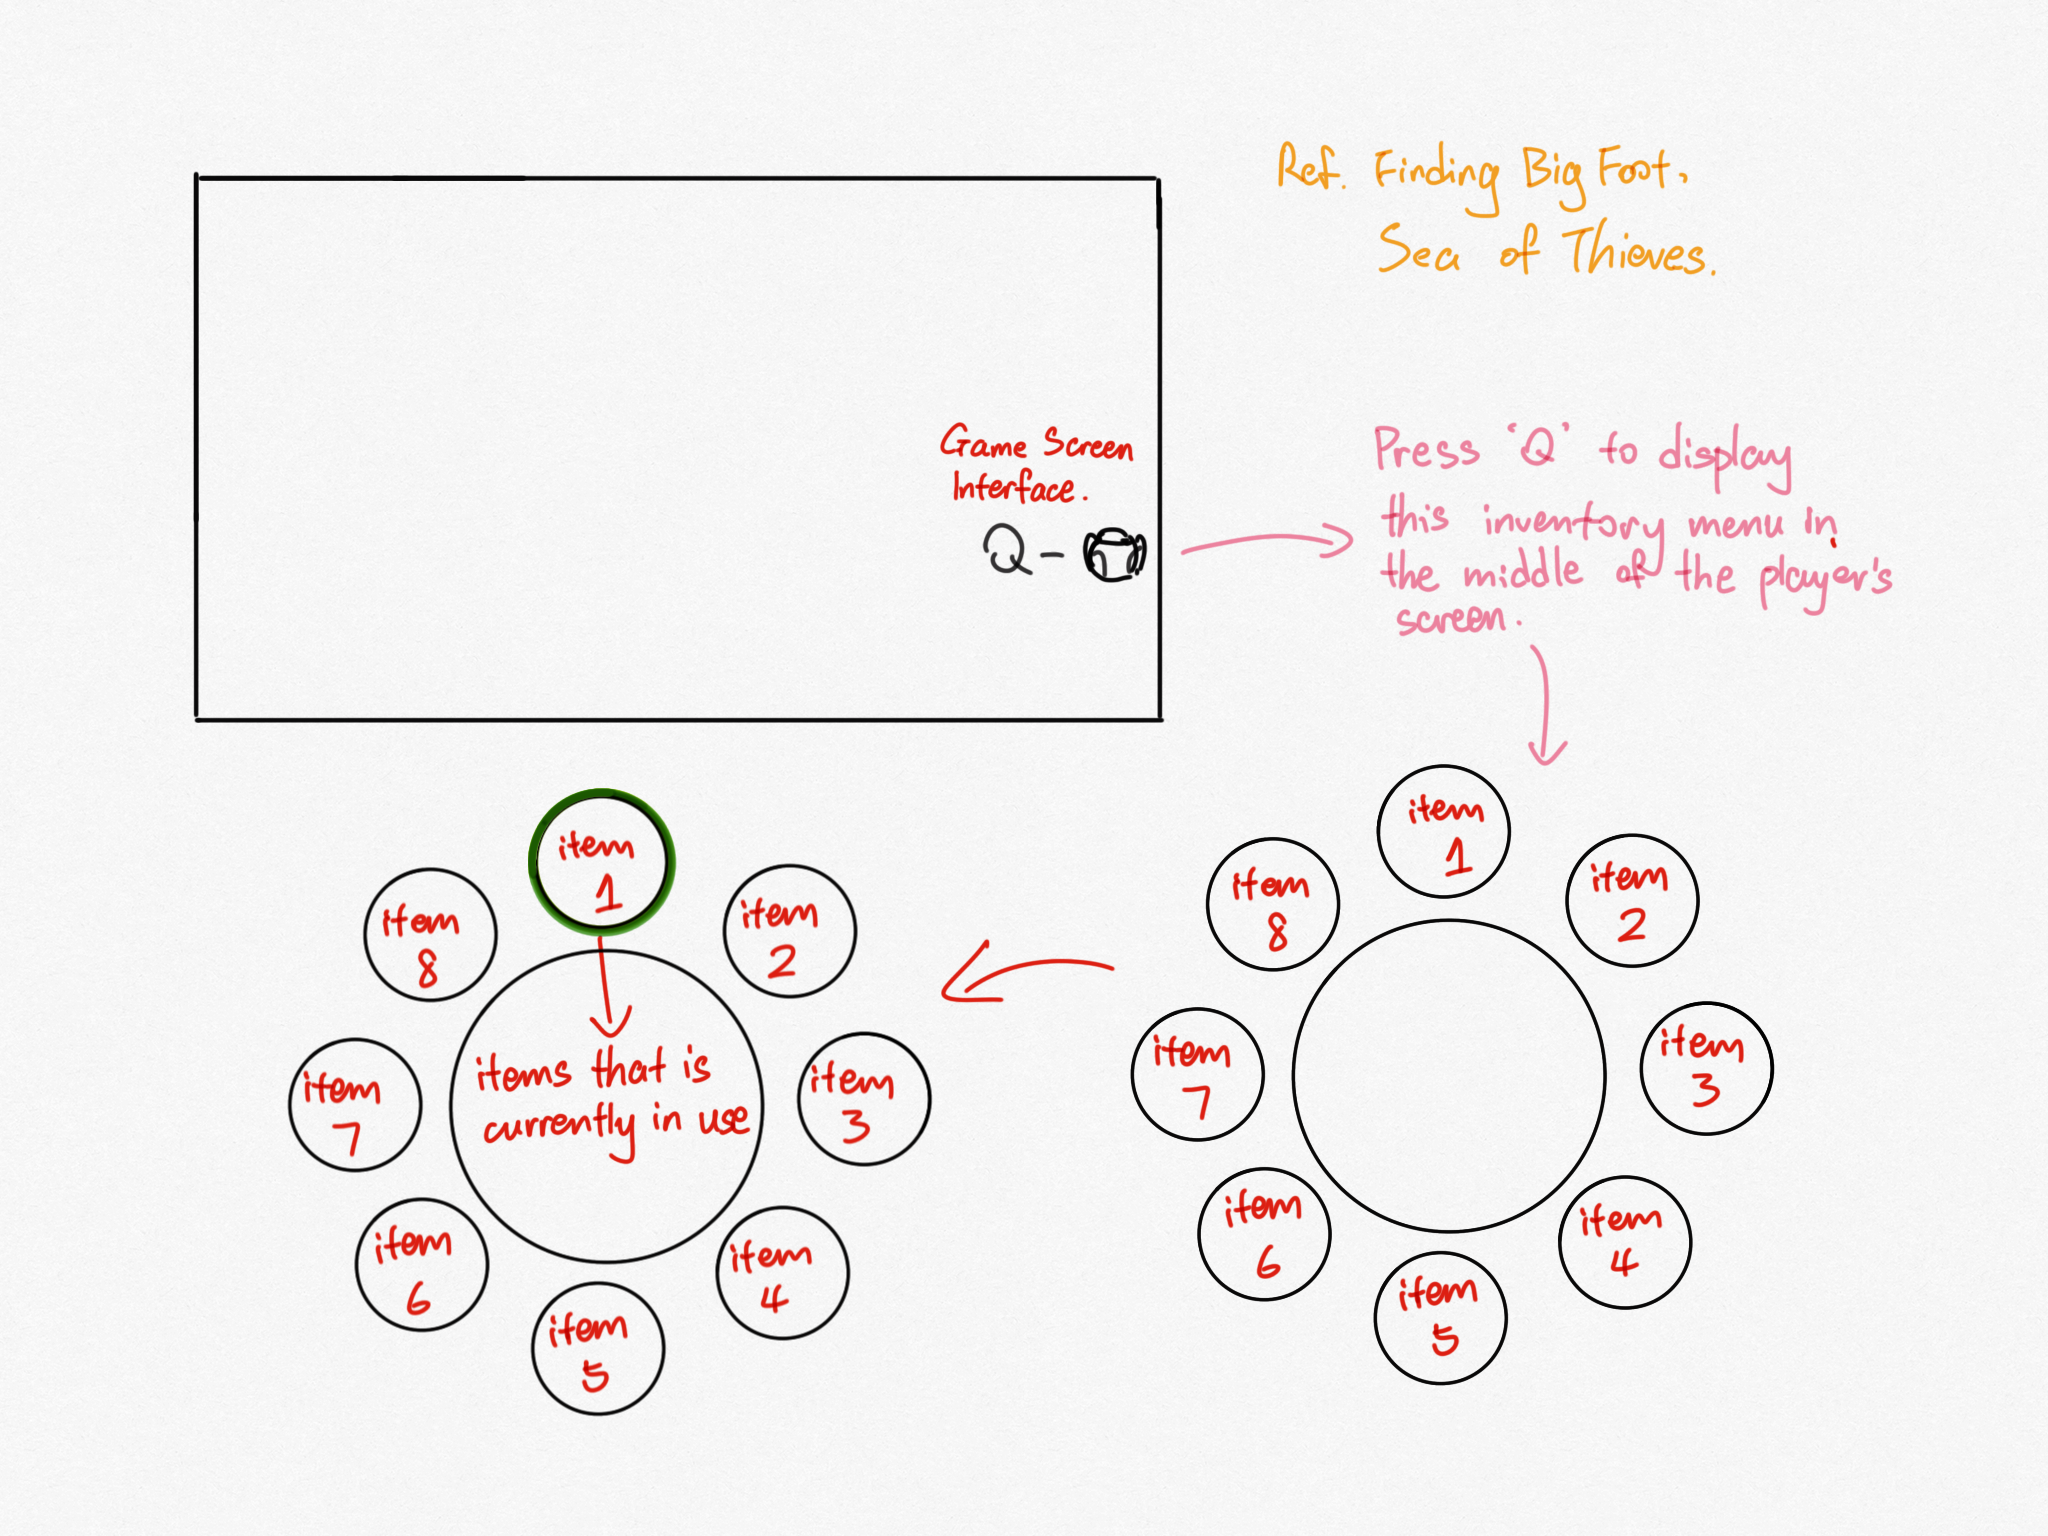 Ref. Finding Big Foot,
Sea of Thieves.
Game Screen
Interface.
Q -
Press 'Q' to display
this inventory menu in
the middle of the player's
screen.
item
1
item
2
item
3
item
4
item
5
item
6
item
7
item
8
item
1
item
2
item
3
item
4
item
5
item
6
item
7
item
8
items that is
currently in use